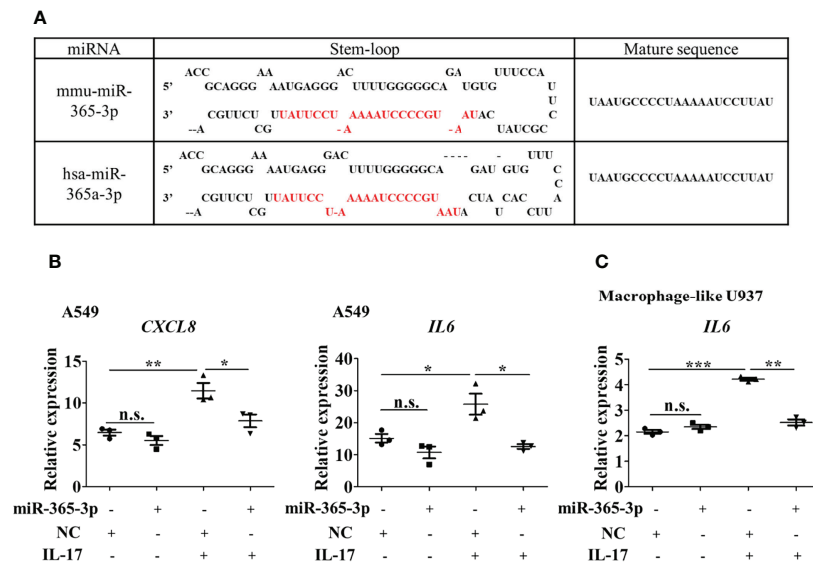 A
miRNA Stem-loop Mature sequence
mmu-miR-
365-3p
ACC AA AC GA UUUCCA
5’ GCAGGG AAUGAGGG UUUUGGGGGCA UGUG U
U
C
3’ CGUUCU UUAUUCCU AAAAUCCCCGU AUAC U
--A CG - A - A UAUCGC
UAAUGCCCCUAAAAAUCCUUAU
hsa-miR-
365a-3p
ACC AA GAC - - - - - UUU
5’ GCAGGG AAUGAGG UUUUGGGGGCA GAU GUG C
C
3’ CGUUCUU UUAUUCC AAAAUCCCCGU CUA CAC A
--A CG U-A AAUA U CUU
UAAUGCCCCUAAAAAUCCUUAU
B
A549
CXCL8
Relative expression
15
10
5
0
** *
n.s.
miR-365-3p - + - +
NC + - + -
IL-17 - - + +
A549
IL6
Relative expression
40
30
20
10
0
* *
n.s.
miR-365-3p - + - +
NC + - + -
IL-17 - - + +
C
Macrophage-like U937
IL6
Relative expression
5
4
3
2
1
0
*** **
n.s.
miR-365-3p - + - +
NC + - + -
IL-17 - - + +